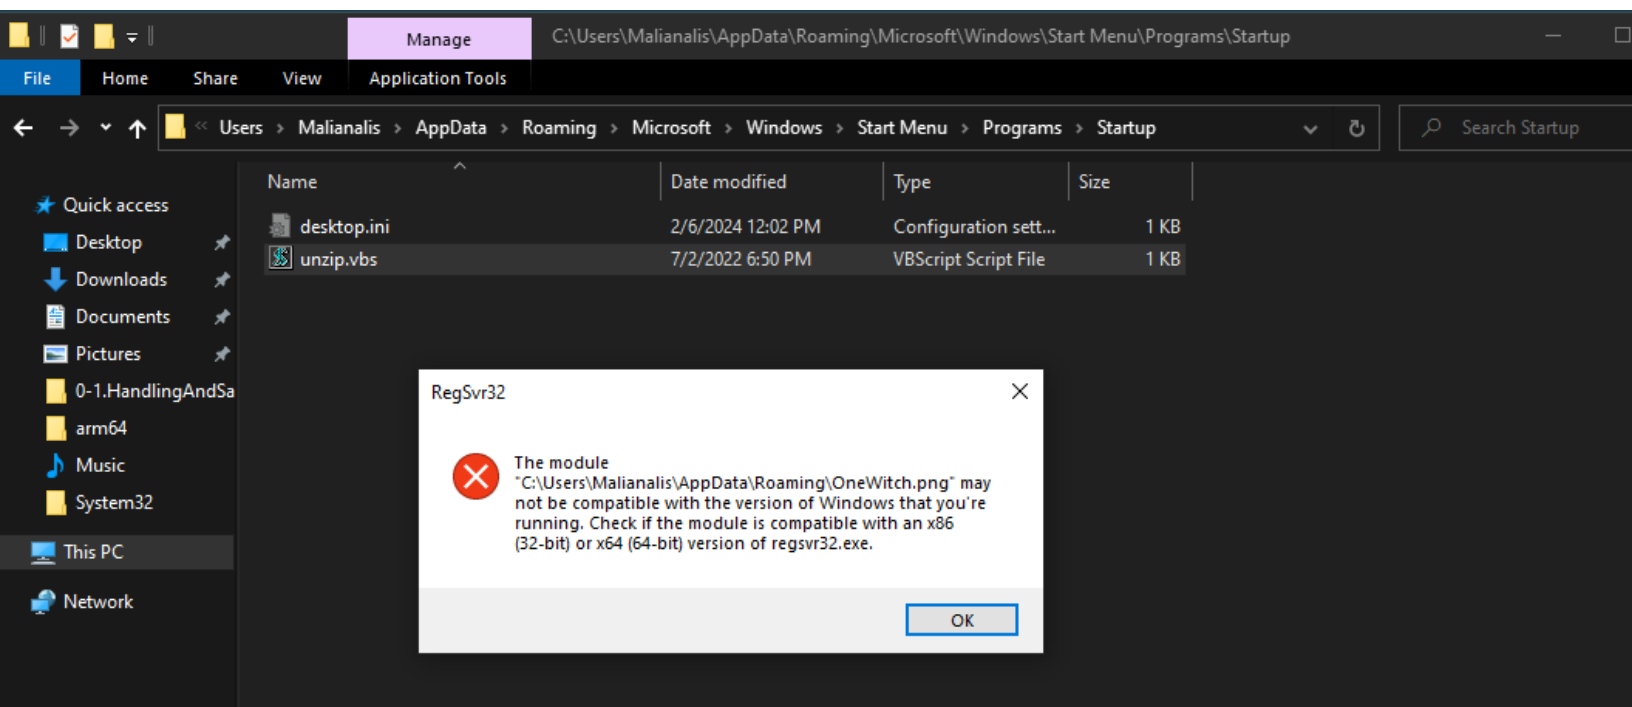 Manage
C:\Users\Malianalis\AppData\Roaming\Microsoft\Windows\Start Menu\Programs\Startup
File Home Share View Application Tools
« Users > Malianalis > AppData > Roaming > Microsoft > Windows > Start Menu > Programs > Startup
Search Startup
Name Date modified Type Size
Quick access
Desktop
Downloads
Documents
Pictures
0-1.HandlingAndSa
arm64
Music
System32
This PC
Network
desktop.ini 2/6/2024 12:02 PM Configuration sett... 1 KB
unzip.vbs 7/2/2022 6:50 PM VBScript Script File 1 KB
RegSvr32
The module
"C:\Users\Malianalis\AppData\Roaming\OneWitch.png" may
not be compatible with the version of Windows that you're
running. Check if the module is compatible with an x86
(32-bit) or x64 (64-bit) version of regsvr32.exe.
OK